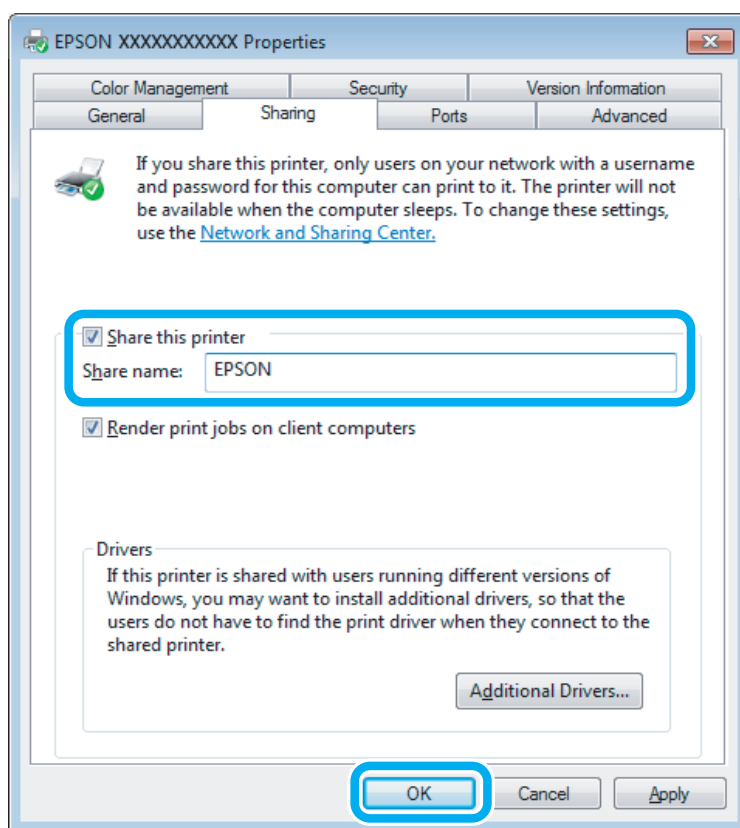 EPSON XXXXXXXXXXX Properties
Color Management Security Version Information
General Sharing Ports Advanced
If you share this printer, only users on your network with a username
and password for this computer can print to it. The printer will not
be available when the computer sleeps. To change these settings,
use the Network and Sharing Center.
Share this printer
Share name: EPSON
Render print jobs on client computers
Drivers
If this printer is shared with users running different versions of
Windows, you may want to install additional drivers, so that the
users do not have to find the print driver when they connect to the
shared printer.
Additional Drivers...
OK Cancel Apply